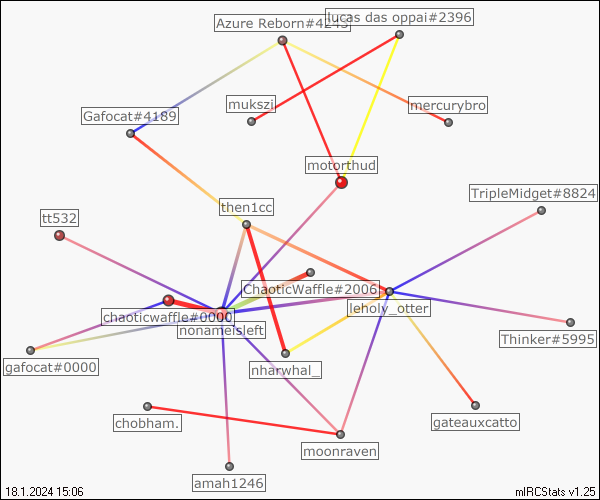 lucas das oppai#2396
Azure Reborn#4243
mukszi
mercurybro
Gafocat#4189
motorthud
TripleMidget#8824
then1cc
tt532
ChaoticWaffle#2006
leholy_otter
chaoticwaffle#0000
nonameisleft
Thinker#5995
gafocat#0000
nharwhal_
chobham.
gateauxcatto
moonraven
amah1246
18.1.2024 15:06
mIRCStats v1.25